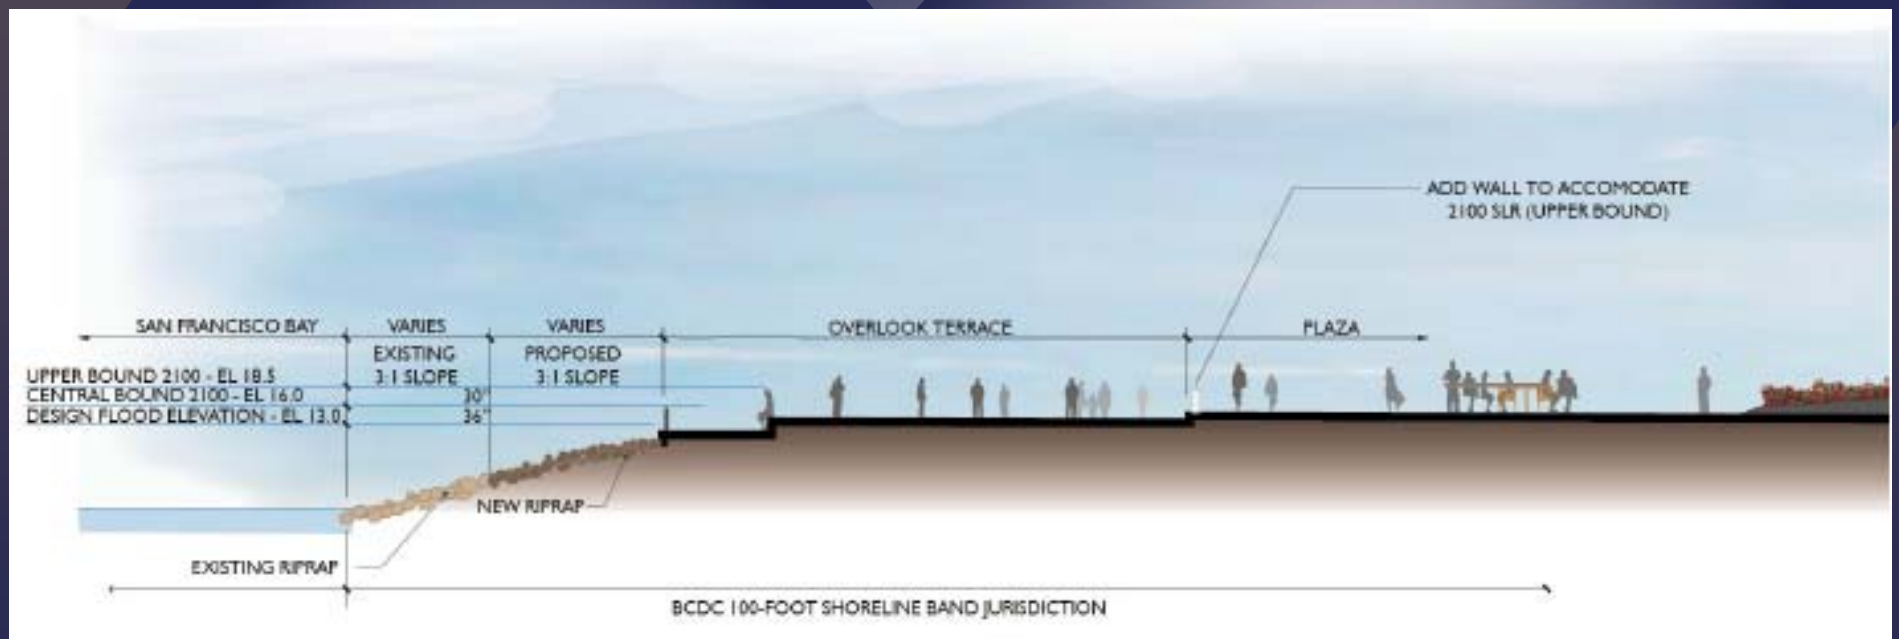 ADD WALL TO ACCOMODATE
2100 SLR (UPPER BOUND)
SAN FRANCISCO BAY
VARIES
VARIES
OVERLOOK TERRACE
PLAZA
EXISTING
3:1 SLOPE
PROPOSED
3:1 SLOPE
UPPER BOUND 2100 - EL 18.5
CENTRAL BOUND 2100 - EL 16.0
30"
DESIGN FLOOD ELEVATION - EL 13.0
36"
NEW RIPRAP
EXISTING RIPRAP
BCDC 100-FOOT SHORELINE BAND JURISDICTION